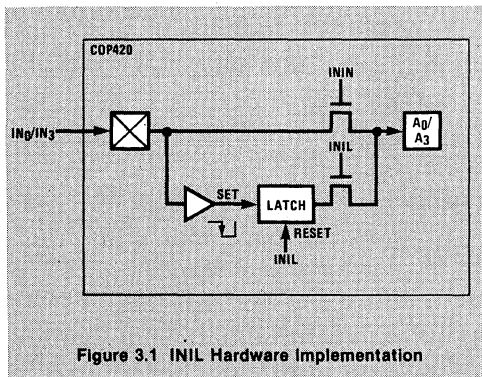 COP420
ININ
IN0/IN3
A0/
A3
INIL
SET
LATCH
RESET
INIL
Figure 3.1 INIL Hardware Implementation